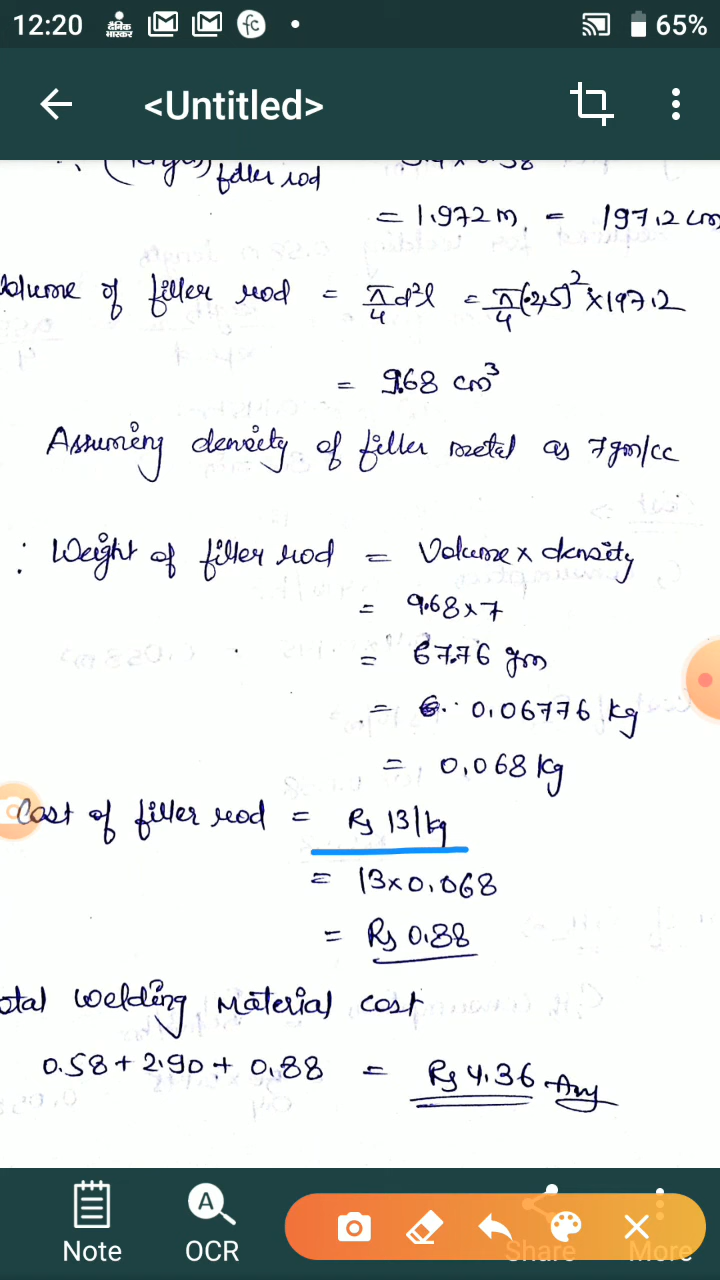 12:20 दैनिक भास्कर fc 65%
<Untitled>
filler rod
= 1.972 m. = 197.2 cm
Volume of filler rod = π/4 d²l = π/4 (.25)² × 197.2
= 9.68 cm³
Assuming density of filler metal as 7 gm/cc
∴ Weight of filler rod = Volume × density
= 9.68 × 7
= 67.76 gm
= 0.06776 kg
= 0.068 kg
Cost of filler rod = Rs 13/kg
= 13 × 0.068
= Rs 0.88
otal welding Material cost
0.58 + 2.90 + 0.88 = Rs 4.36 Ans
Note OCR Share More